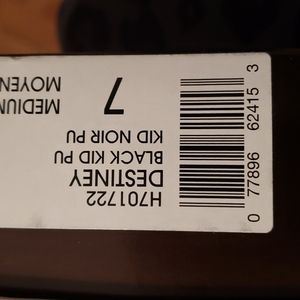 H701722
DESTINEY
BLACK KID PU
KID NOIR PU
7
MEDIUM
MOYEN
0 77896 62415 3